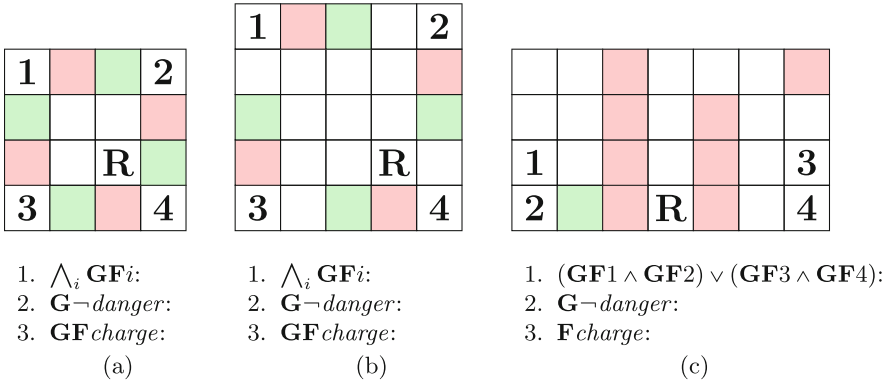 1 2
R
3 4
1. ⋀ᵢ GFi:
2. G¬danger:
3. GFcharge:
(a)
1 2
R
3 4
1. ⋀ᵢ GFi:
2. G¬danger:
3. GFcharge:
(b)
1 3
2 R 4
1. (GF1 ∧ GF2) ∨ (GF3 ∧ GF4):
2. G¬danger:
3. Fcharge:
(c)